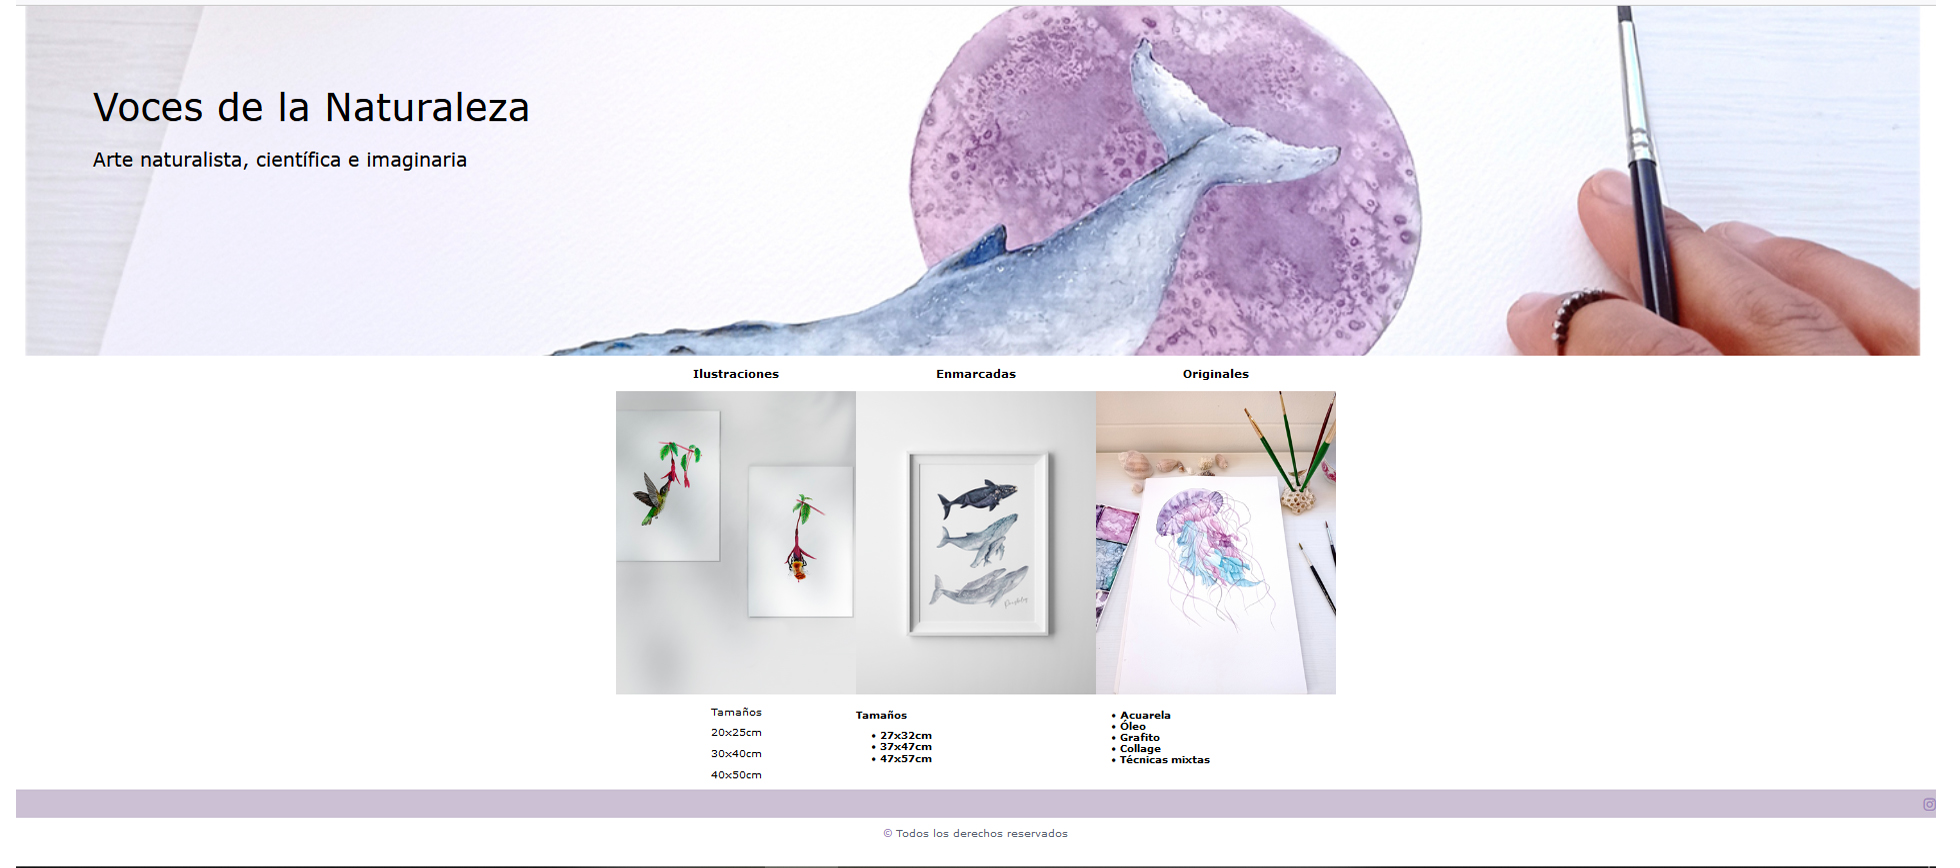 Voces de la Naturaleza
Arte naturalista, científica e imaginaria
Ilustraciones
Enmarcadas
Originales
Tamaños
20x25cm
30x40cm
40x50cm
Tamaños
• 27x32cm
• 37x47cm
• 47x57cm
• Acuarela
• Óleo
• Grafito
• Collage
• Técnicas mixtas
© Todos los derechos reservados